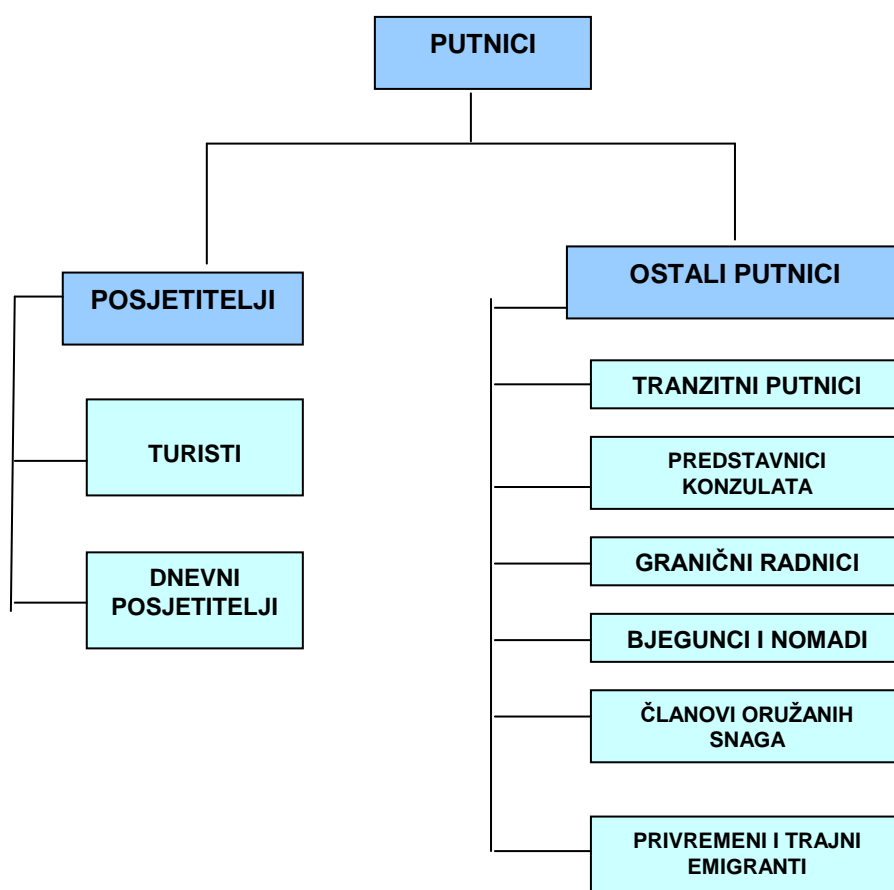 PUTNICI
POSJETITELJI
TURISTI
DNEVNI
POSJETITELJI
OSTALI PUTNICI
TRANZITNI PUTNICI
PREDSTAVNICI
KONZULATA
GRANIČNI RADNICI
BJEGUNCI I NOMADI
ČLANOVI ORUŽANIH
SNAGA
PRIVREMENI I TRAJNI
EMIGRANTI